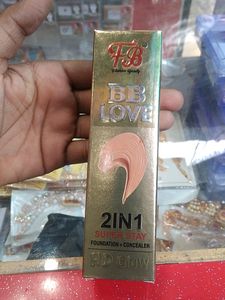 FB
BB
LOVE
2IN1
SUPER STAY
FOUNDATION + CONCEALER